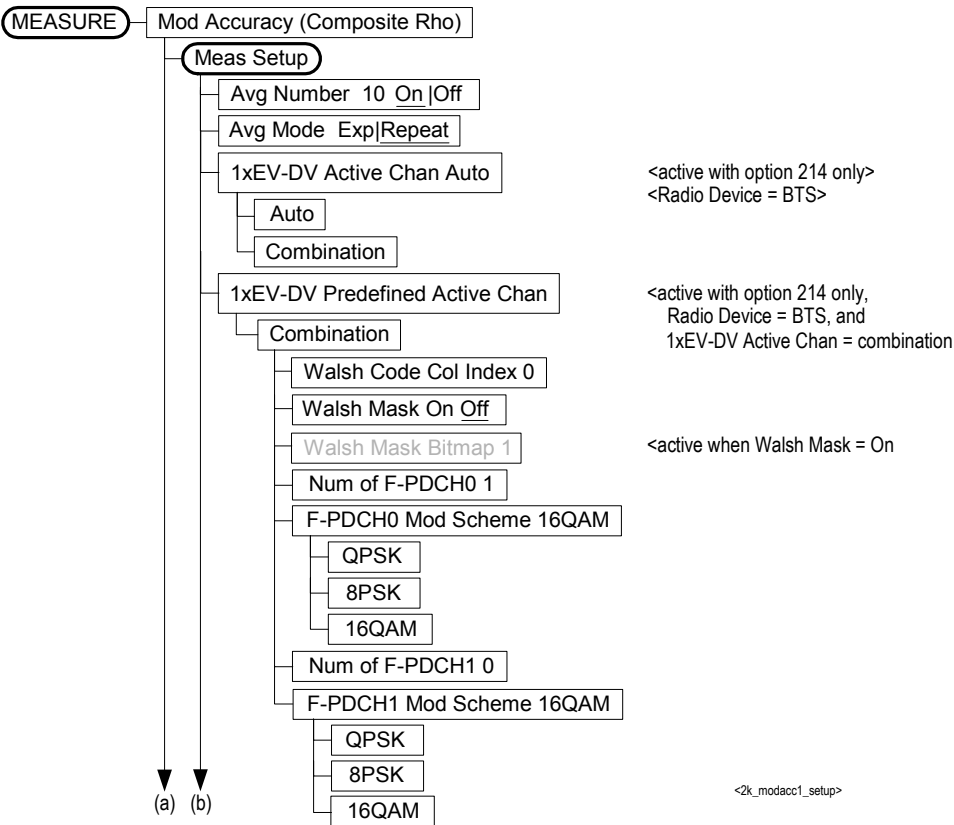 MEASURE Mod Accuracy (Composite Rho)
Meas Setup
Avg Number 10 On |Off
Avg Mode Exp|Repeat
1xEV-DV Active Chan Auto <active with option 214 only>
<Radio Device = BTS>
Auto
Combination
1xEV-DV Predefined Active Chan <active with option 214 only,
Radio Device = BTS, and
Combination 1xEV-DV Active Chan = combination
Walsh Code Col Index 0
Walsh Mask On Off
Walsh Mask Bitmap 1 <active when Walsh Mask = On
Num of F-PDCH0 1
F-PDCH0 Mod Scheme 16QAM
QPSK
8PSK
16QAM
Num of F-PDCH1 0
F-PDCH1 Mod Scheme 16QAM
QPSK
8PSK
<2k_modacc1_setup>
(a) (b)
16QAM